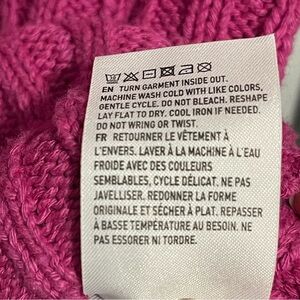 EN TURN GARMENT INSIDE OUT.
MACHINE WASH COLD WITH LIKE COLORS,
GENTLE CYCLE. DO NOT BLEACH. RESHAPE
LAY FLAT TO DRY. COOL IRON IF NEEDED.
DO NOT WRING OR TWIST.
FR RETOURNER LE VÊTEMENT À
L'ENVERS. LAVER À LA MACHINE À L'EAU
FROIDE AVEC DES COULEURS
SEMBLABLES, CYCLE DÉLICAT. NE PAS
JAVELLISER. REDONNER LA FORME
ORIGINALE ET SÉCHER À PLAT. REPASSER
À BASSE TEMPÉRATURE AU BESOIN. NE
PAS ESSORER NI TORDRE.